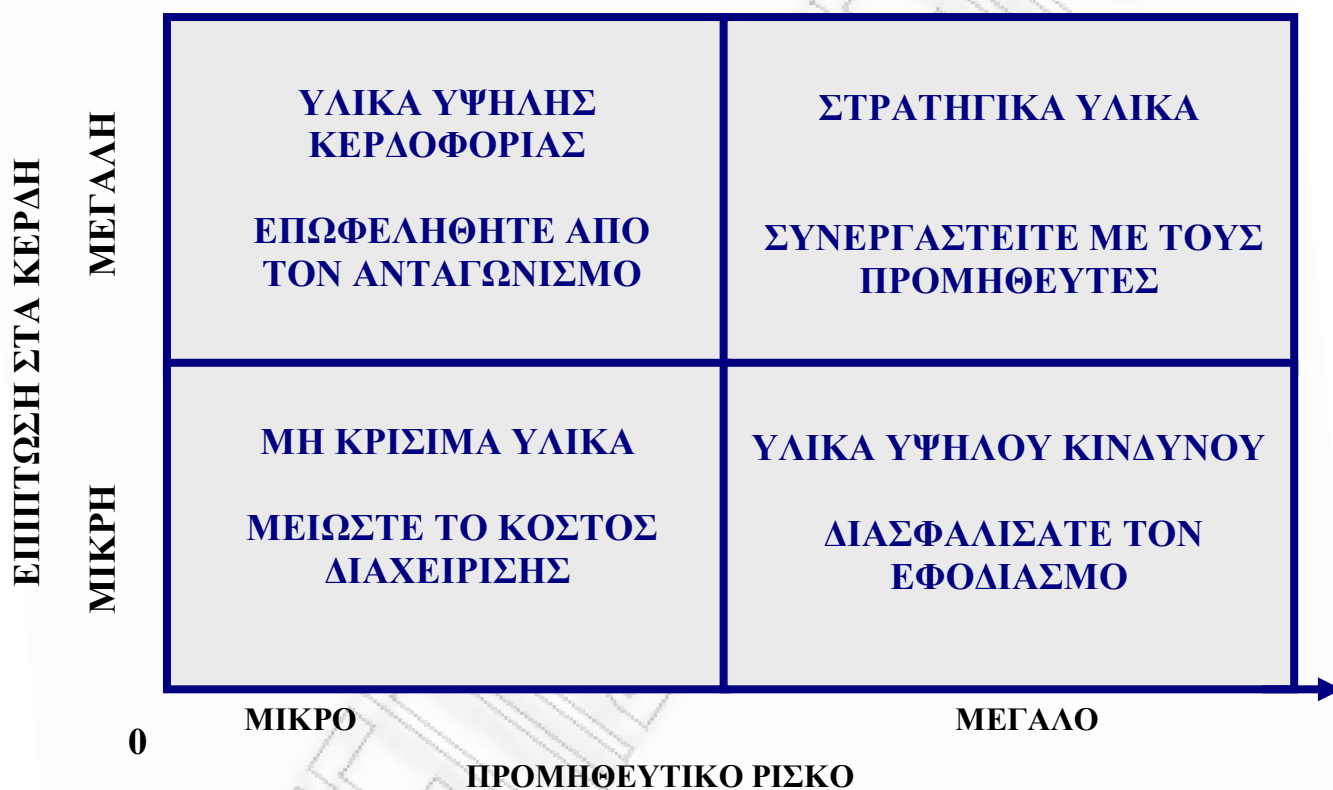 ΕΠΙΠΤΩΣΗ ΣΤΑ ΚΕΡΔΗ
ΜΕΓΑΛΗ
ΥΛΙΚΑ ΥΨΗΛΗΣ
ΚΕΡΔΟΦΟΡΙΑΣ
ΕΠΩΦΕΛΗΘΗΤΕ ΑΠΟ
ΤΟΝ ΑΝΤΑΓΩΝΙΣΜΟ
ΣΤΡΑΤΗΓΙΚΑ ΥΛΙΚΑ
ΣΥΝΕΡΓΑΣΤΕΙΤΕ ΜΕ ΤΟΥΣ
ΠΡΟΜΗΘΕΥΤΕΣ
ΜΙΚΡΗ
ΜΗ ΚΡΙΣΙΜΑ ΥΛΙΚΑ
ΜΕΙΩΣΤΕ ΤΟ ΚΟΣΤΟΣ
ΔΙΑΧΕΙΡΙΣΗΣ
ΥΛΙΚΑ ΥΨΗΛΟΥ ΚΙΝΔΥΝΟΥ
ΔΙΑΣΦΑΛΙΣΑΤΕ ΤΟΝ
ΕΦΟΔΙΑΣΜΟ
0
ΜΙΚΡΟ
ΜΕΓΑΛΟ
ΠΡΟΜΗΘΕΥΤΙΚΟ ΡΙΣΚΟ